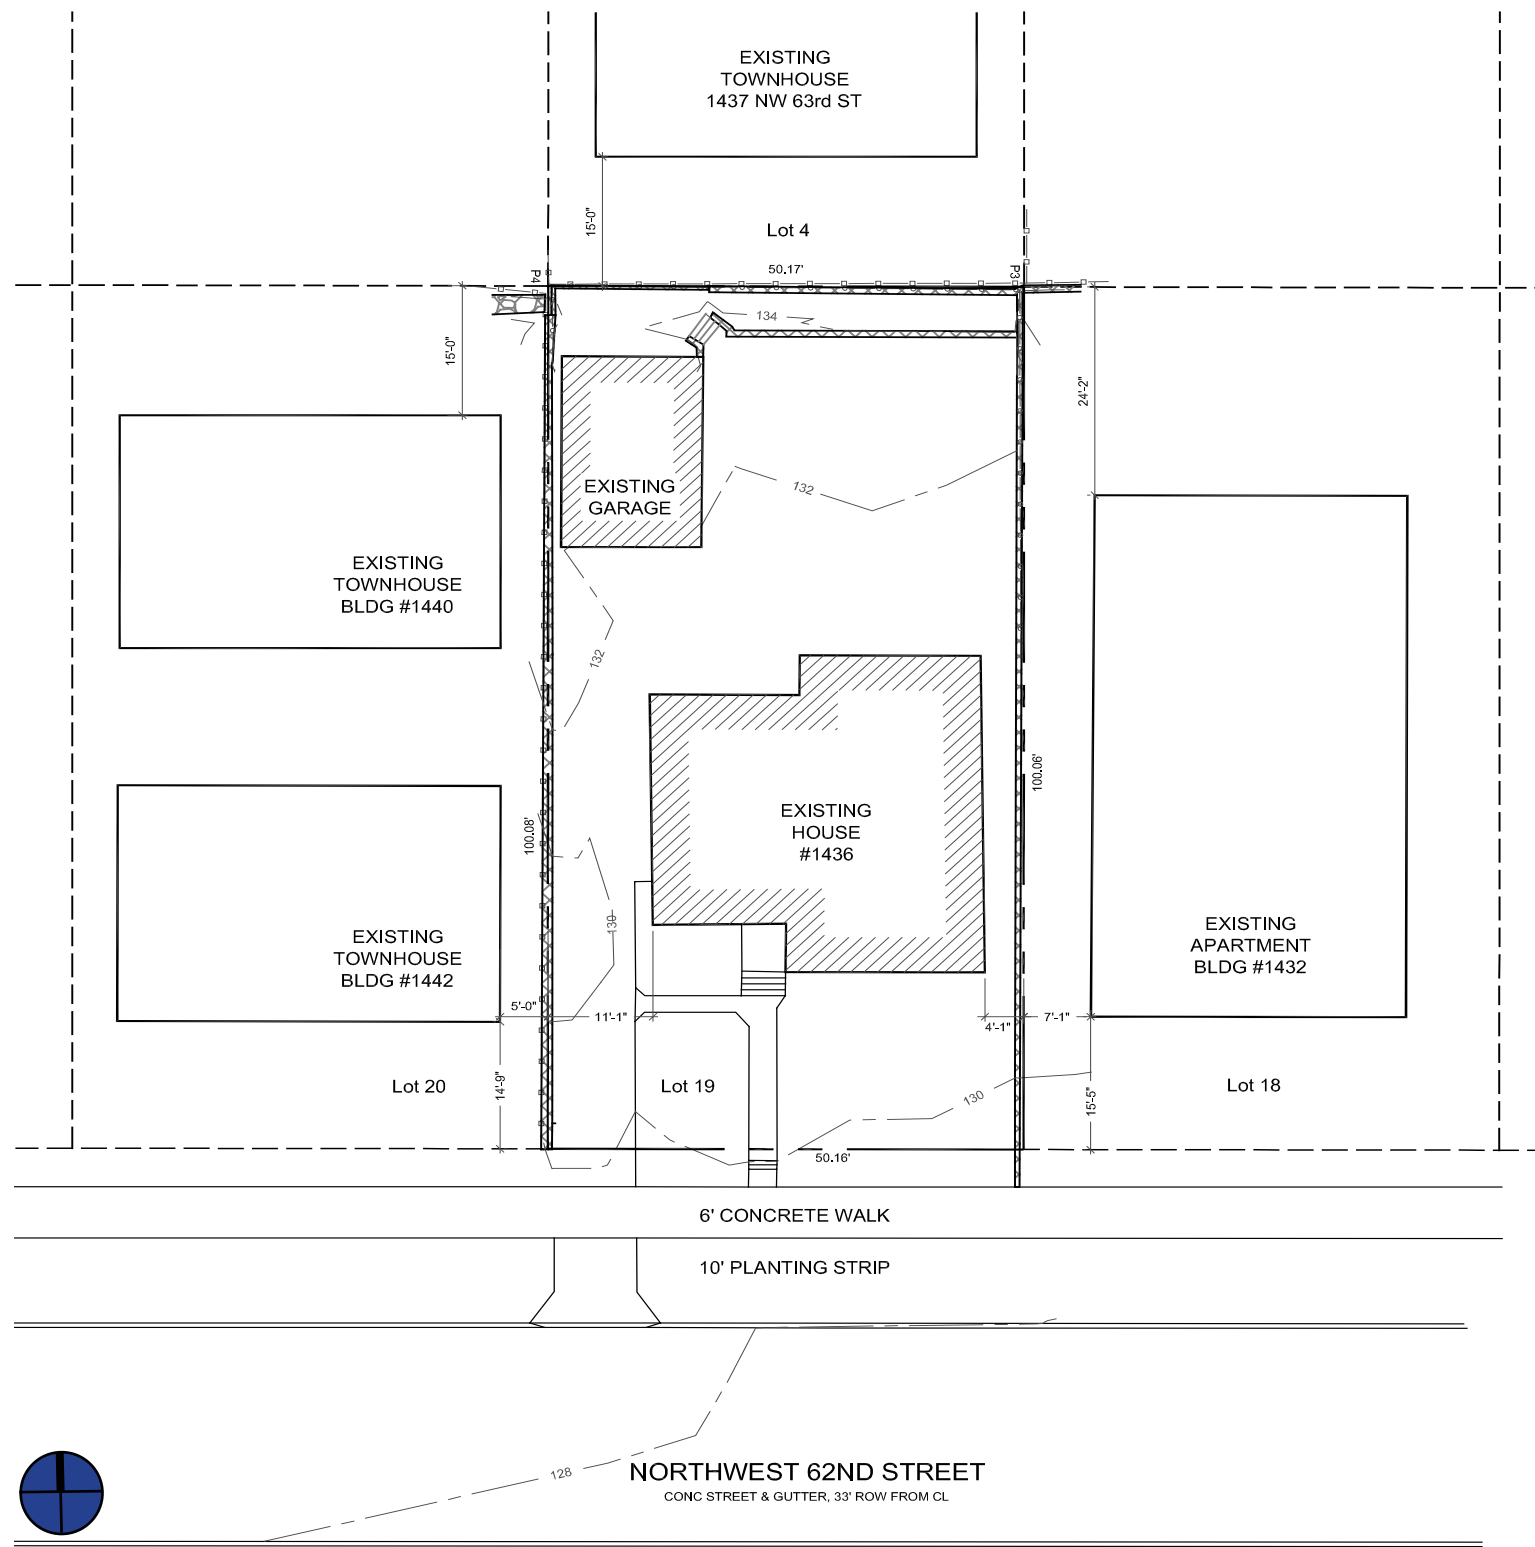 EXISTING
TOWNHOUSE
1437 NW 63rd ST
15'-0"
Lot 4
P4
50.17'
P3
134
15'-0"
24'-2"
EXISTING
GARAGE
132
EXISTING
TOWNHOUSE
BLDG #1440
132
100.06'
100.08'
EXISTING
HOUSE
#1436
130
EXISTING
TOWNHOUSE
BLDG #1442
EXISTING
APARTMENT
BLDG #1432
5'-0"
11'-1"
4'-1"
7'-1"
Lot 20
14'-9"
Lot 19
130
15'-5"
Lot 18
50.16'
6' CONCRETE WALK
10' PLANTING STRIP
128
NORTHWEST 62ND STREET
CONC STREET & GUTTER, 33' ROW FROM CL